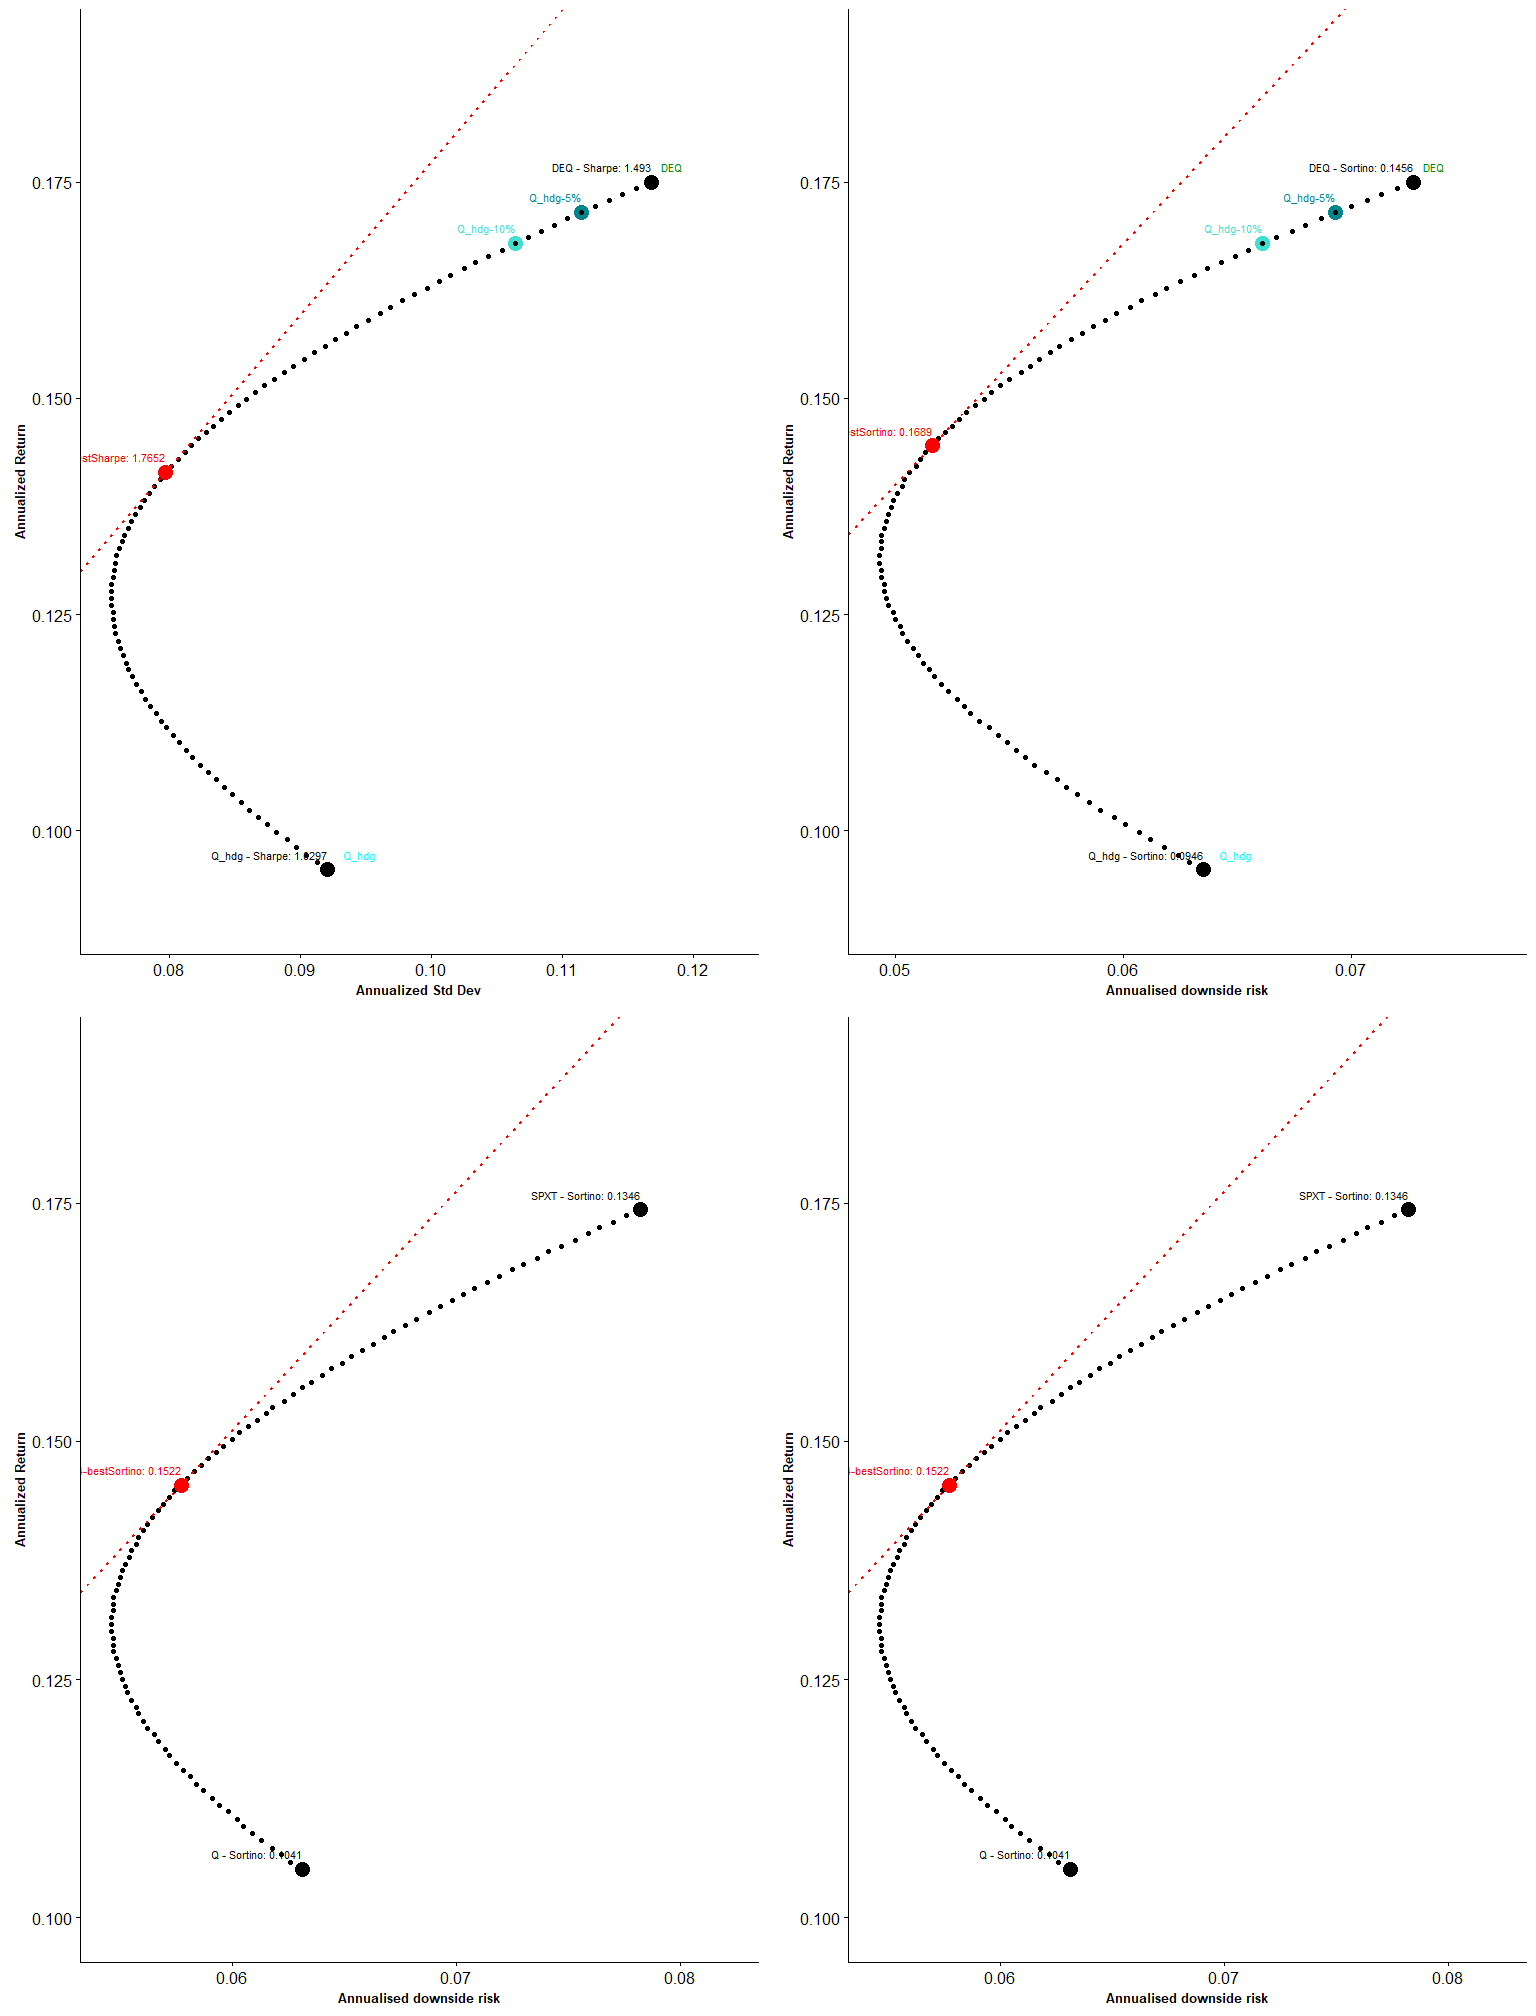 DEQ - Sharpe: 1.493 DEQ
Q_hdg-5%
Q_hdg-10%
stSharpe: 1.7652
Q_hdg - Sharpe: 1.0297 Q_hdg
0.175
0.150
0.125
0.100
Annualized Return
0.08 0.09 0.10 0.11 0.12
Annualized Std Dev
DEQ - Sortino: 0.1456 DEQ
Q_hdg-5%
Q_hdg-10%
stSortino: 0.1689
Q_hdg - Sortino: 0.0946 Q_hdg
0.175
0.150
0.125
0.100
Annualized Return
0.05 0.06 0.07
Annualised downside risk
SPXT - Sortino: 0.1346
-bestSortino: 0.1522
Q - Sortino: 0.1041
0.175
0.150
0.125
0.100
Annualized Return
0.06 0.07 0.08
Annualised downside risk
SPXT - Sortino: 0.1346
-bestSortino: 0.1522
Q - Sortino: 0.1041
0.175
0.150
0.125
0.100
Annualized Return
0.06 0.07 0.08
Annualised downside risk